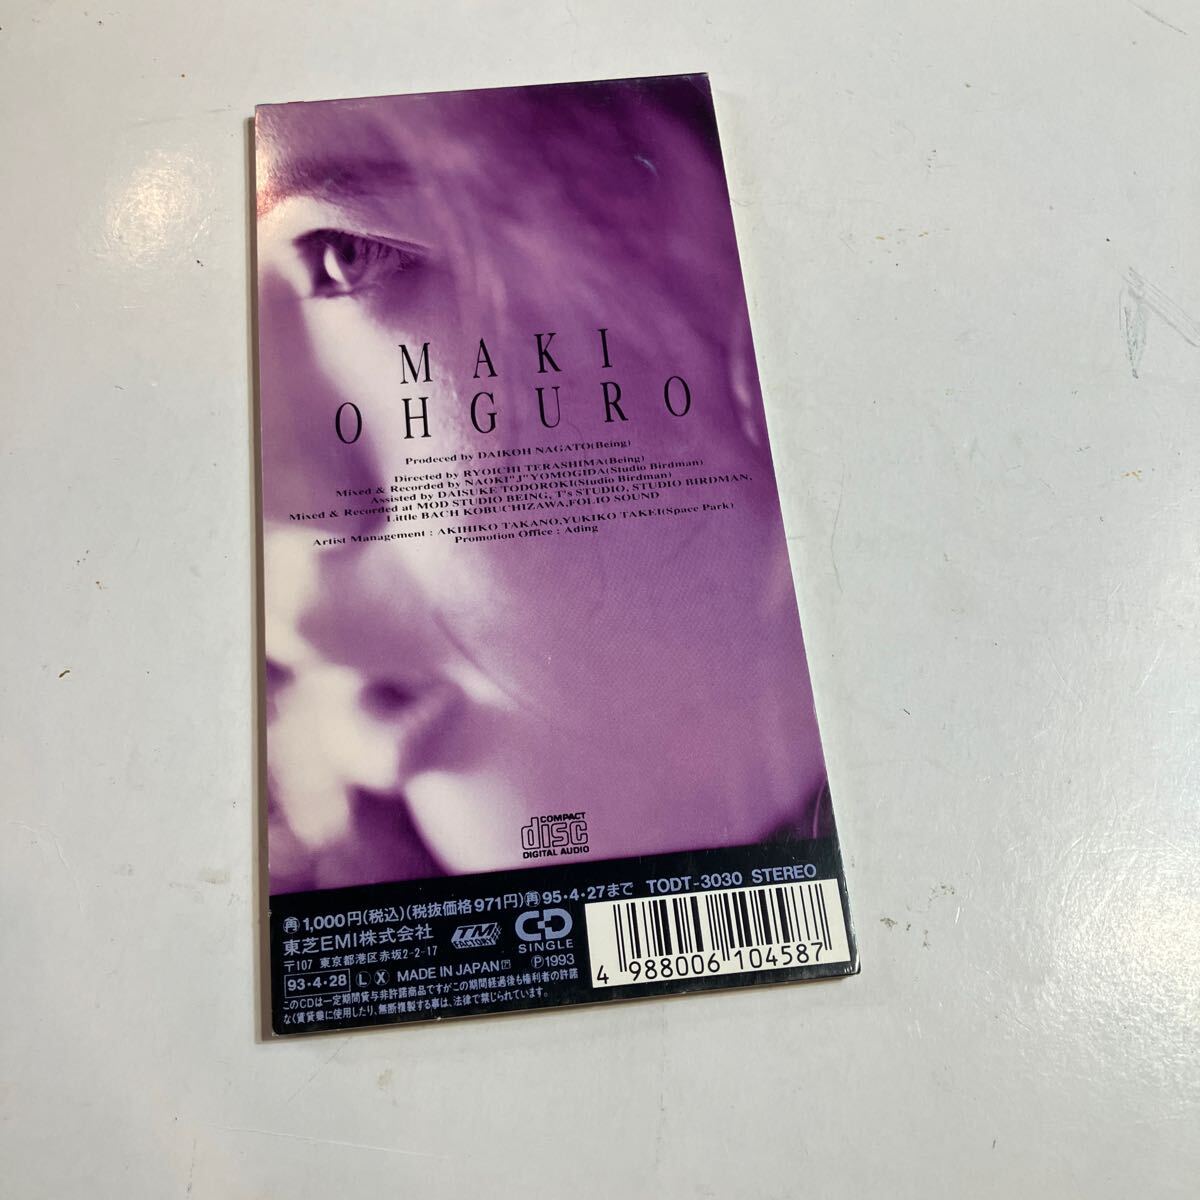 MAKI
OHGURO
Prodeced by DAIKOH NAGATO(Being)
Directed by RYOICHI TERASHIMA(Being)
Mixed & Recorded by NAOKI"J"YOMOGIDA(Studio Birdman)
Assisted by DAISUKE TODOROKI(Studio Birdman)
Mixed & Recorded at MOD STUDIO BEING, T's STUDIO, STUDIO BIRDMAN,
Little BACH KOBUCHIZAWA,FOLIO SOUND
Artist Management : AKIHIKO TAKANO,YUKIKO TAKEI(Space Park)
Promotion Office : Ading
COMPACT
disc
DIGITAL AUDIO
再1,000円(税込)(税抜価格971円)再95・4・27まで TODT-3030 STEREO
東芝EMI株式会社 TM FACTORY CD SINGLE
〒107 東京都港区赤坂2-2-17
93・4・28 L X MADE IN JAPAN ℗1993
このCDは一定期間貸与非許諾商品ですがこの期間経過後も権利者の許諾
なく賃貸業に使用したり、無断複製する事は、法律で禁じられています。
4 988006 104587